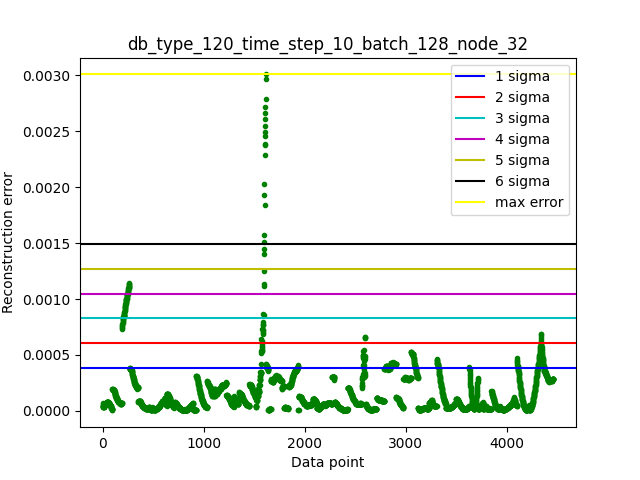 db_type_120_time_step_10_batch_128_node_32
0.0030
0.0025
0.0020
0.0015
0.0010
0.0005
0.0000
Reconstruction error
1 sigma
2 sigma
3 sigma
4 sigma
5 sigma
6 sigma
max error
0
1000
2000
3000
4000
Data point